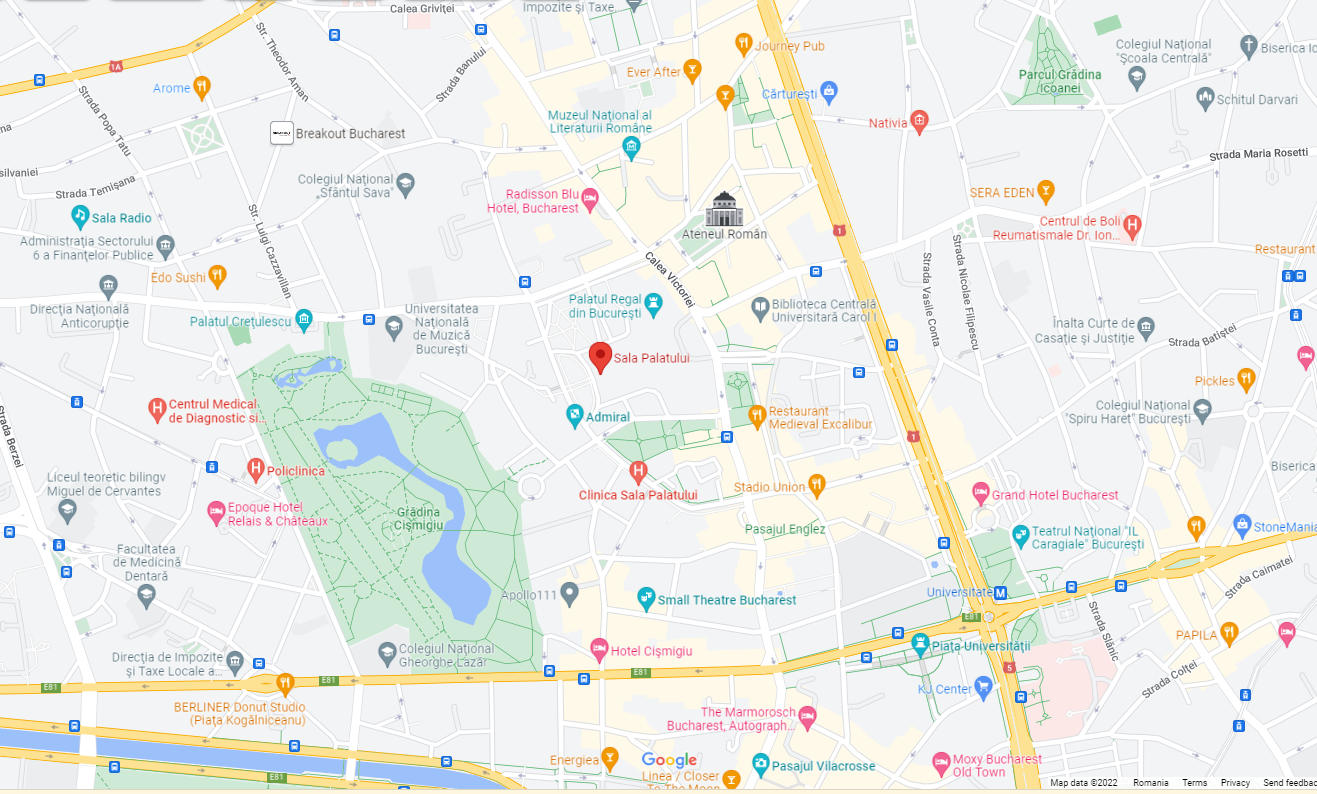 Calea Griviței
Impozite și Taxe
Str. Theodor Aman
Strada Banului
Journey Pub
Ever After
Colegiul Național
"Școala Centrală"
Biserica Ic
Parcul Grădina
Icoanei
1A
Arome
Cărturești
Schitul Darvari
Strada Popa Tatu
Muzeul Național al
Literaturii Române
Nativia
Breakout Bucharest
Strada Maria Rosetti
silvaniei
Strada Temișana
Colegiul Național
Sfântul Sava"
Radisson Blu
Hotel, Bucharest
SERA EDEN
Sala Radio
Centrul de Boli
Reumatismale Dr. Ion...
Administrația Sectorului
6 a Finanțelor Publice
Str. Luigi Cazzavillan
Ateneul Român
1
Restaurant
Edo Sushi
Calea Victoriei
Strada Vasile Conta
Strada Nicolae Filipescu
Direcția Națională
Anticorupție
Palatul Crețulescu
Universitatea
Națională
de Muzică
București
Palatul Regal
din București
Biblioteca Centrală
Universitară Carol I
Înalta Curte de
Casație și Justiție
Strada Batiștei
Sala Palatului
Pickles
Centrul Medical
de Diagnostic si...
Admiral
Restaurant
Medieval Excalibur
Colegiul Național
"Spiru Haret" București
Strada Berzei
1
Policlinica
Biserica
Liceul teoretic bilingv
Miguel de Cervantes
Clinica Sala Palatului
Stadio Union
Grand Hotel Bucharest
Epoque Hotel
Relais & Châteaux
Grădina
Cișmigiu
Pasajul Englez
Teatrul Național "IL
Caragiale" București
StoneMania
Facultatea
de Medicină
Dentară
Apollo111
Small Theatre Bucharest
Universitate
M
Strada Caimatei
E81
Strada Slănic
PAPILA
Direcția de Impozite
și Taxe Locale a...
Colegiul Național
Gheorghe Lazăr
Hotel Cișmigiu
Piața Universității
5
Strada Colței
E81
E81
E81
KJ Center
BERLINER Donut Studio
(Piața Kogălniceanu)
The Marmorosch
Bucharest, Autograph...
Energiea
Google
Pasajul Vilacrosse
Moxy Bucharest
Old Town
E81
Linea / Closer
To The Moon
Map data ©2022
Romania
Terms
Privacy
Send feedbac